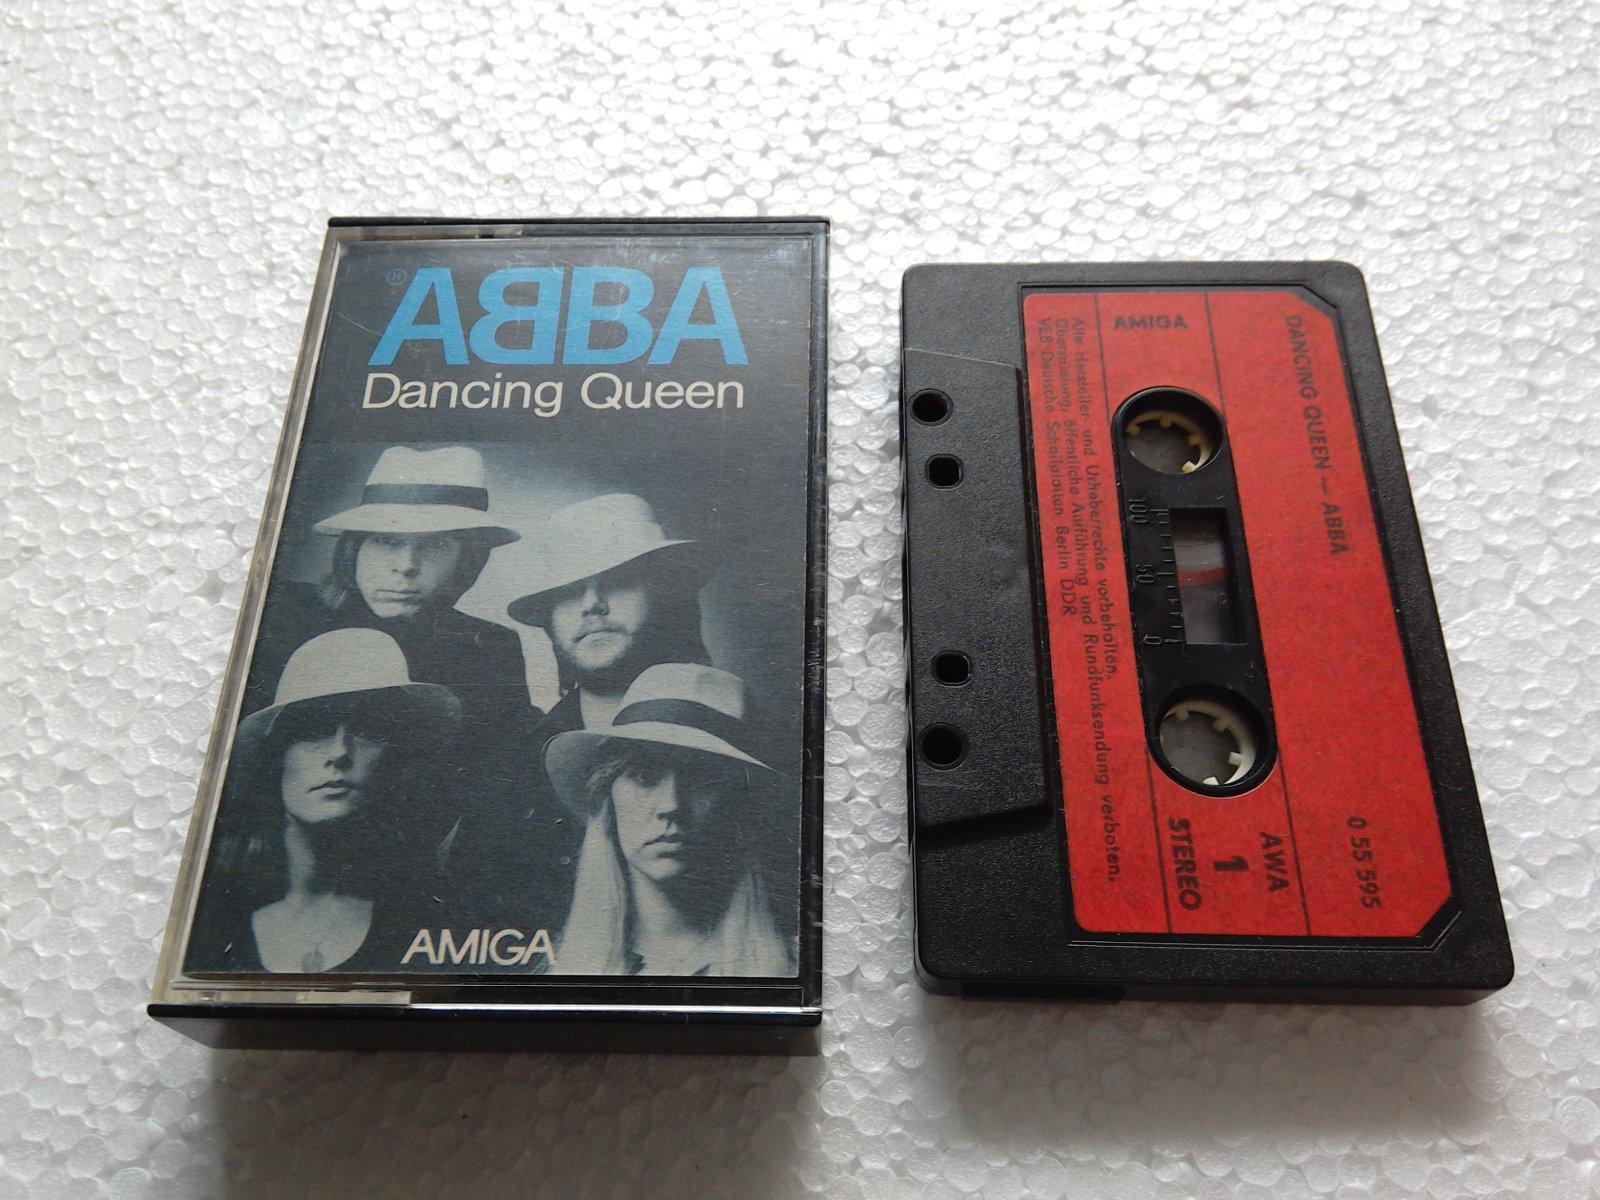 ® ABBA
Dancing Queen
AMIGA
DANCING QUEEN — ABBA
0 55 595
AMIGA
AWA
1
STEREO
100 50 0
Alle Hersteller- und Urheberrechte vorbehalten.
Überspielung, öffentliche Aufführung und Rundfunksendung verboten.
VEB Deutsche Schallplatten Berlin DDR